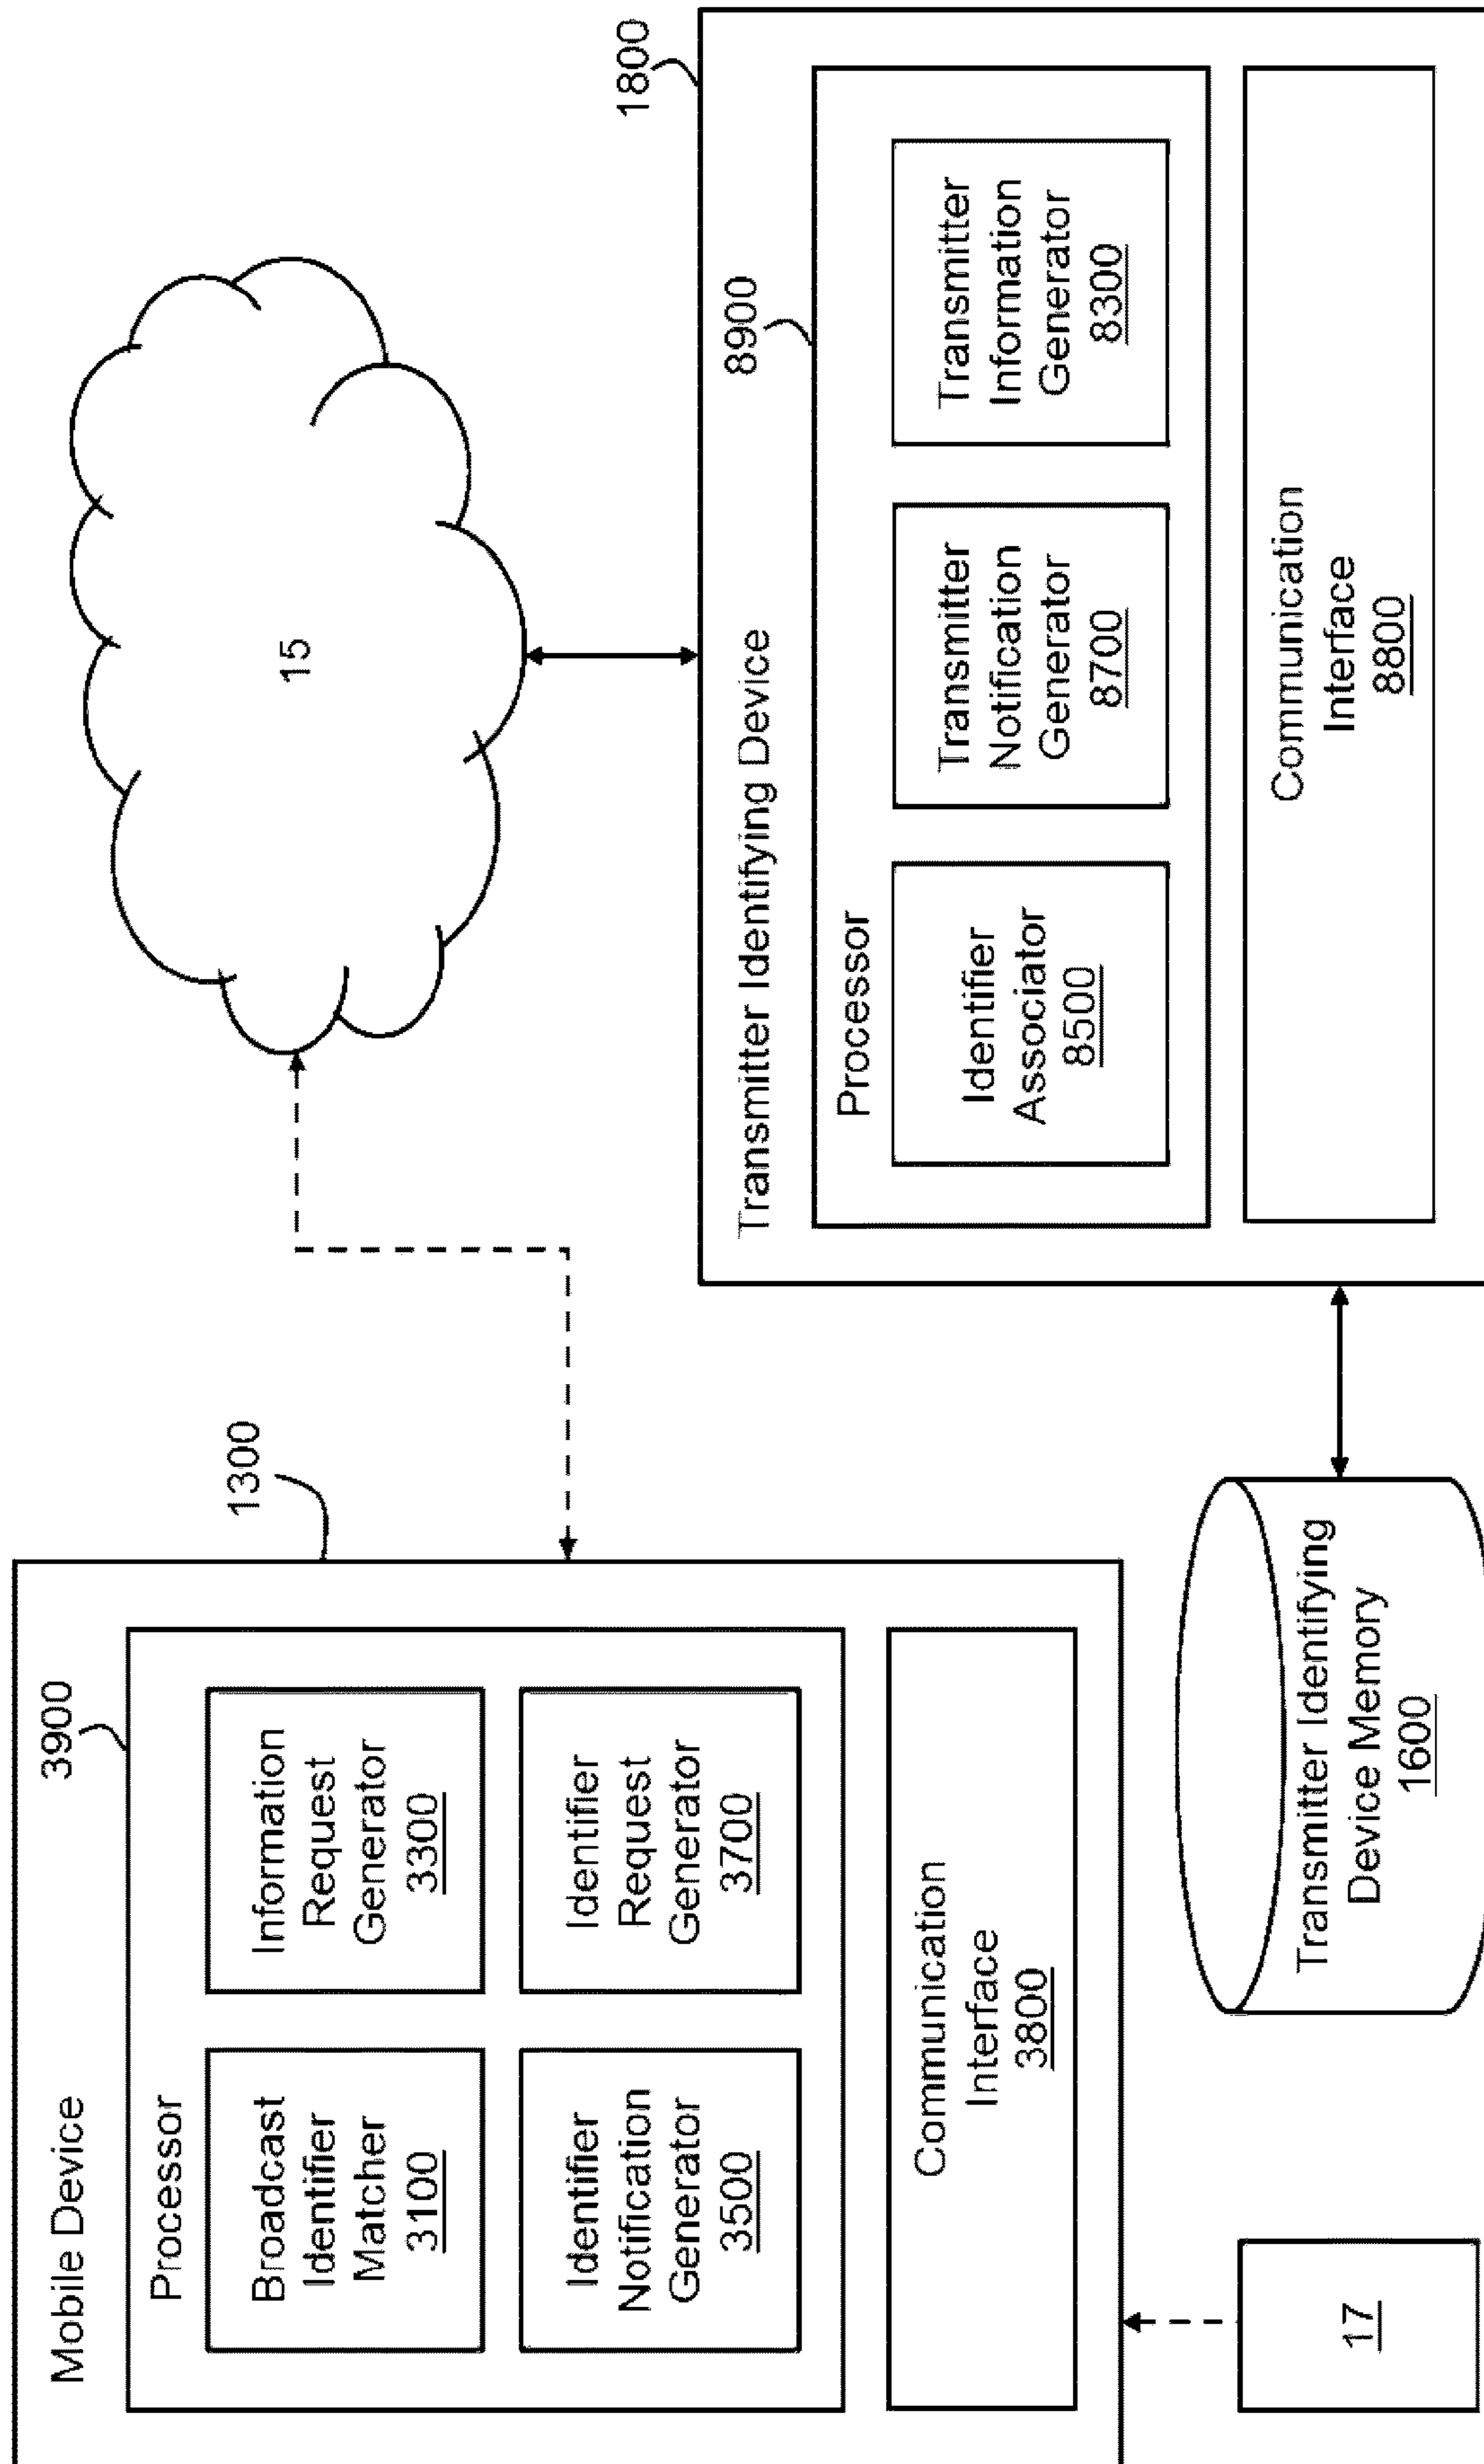 Mobile Device
1300
3900
Processor
Broadcast
Identifier
Matcher
3100
Information
Request
Generator
3300
Identifier
Notification
Generator
3500
Identifier
Request
Generator
3700
Communication
Interface
3800
17
15
Transmitter Identifying
Device Memory
1600
1800
Transmitter Identifying Device
8900
Processor
Identifier
Associator
8500
Transmitter
Notification
Generator
8700
Transmitter
Information
Generator
8300
Communication
Interface
8800